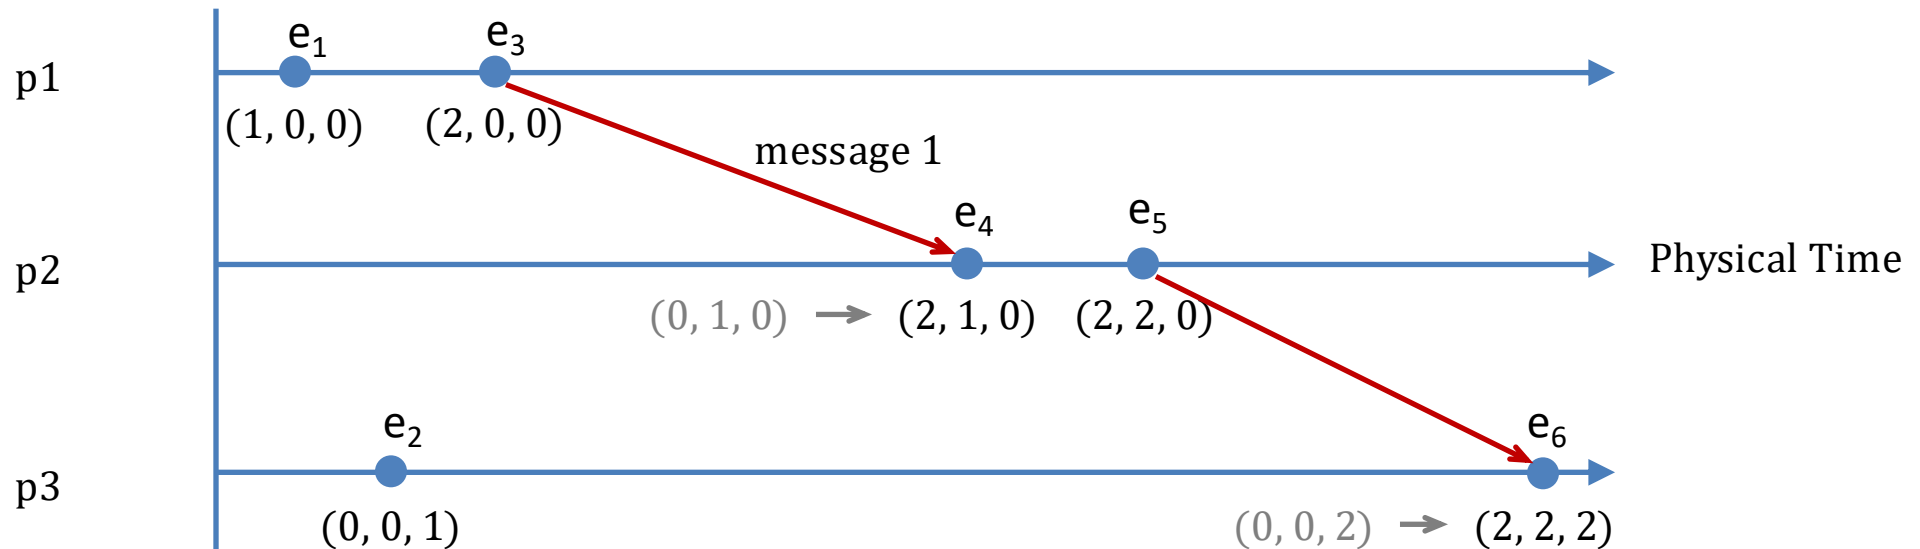 e₁ e₃
p1
(1, 0, 0) (2, 0, 0)
message 1
e₄ e₅
p2 Physical Time
(0, 1, 0) → (2, 1, 0) (2, 2, 0)
e₂ e₆
p3
(0, 0, 1) (0, 0, 2) → (2, 2, 2)